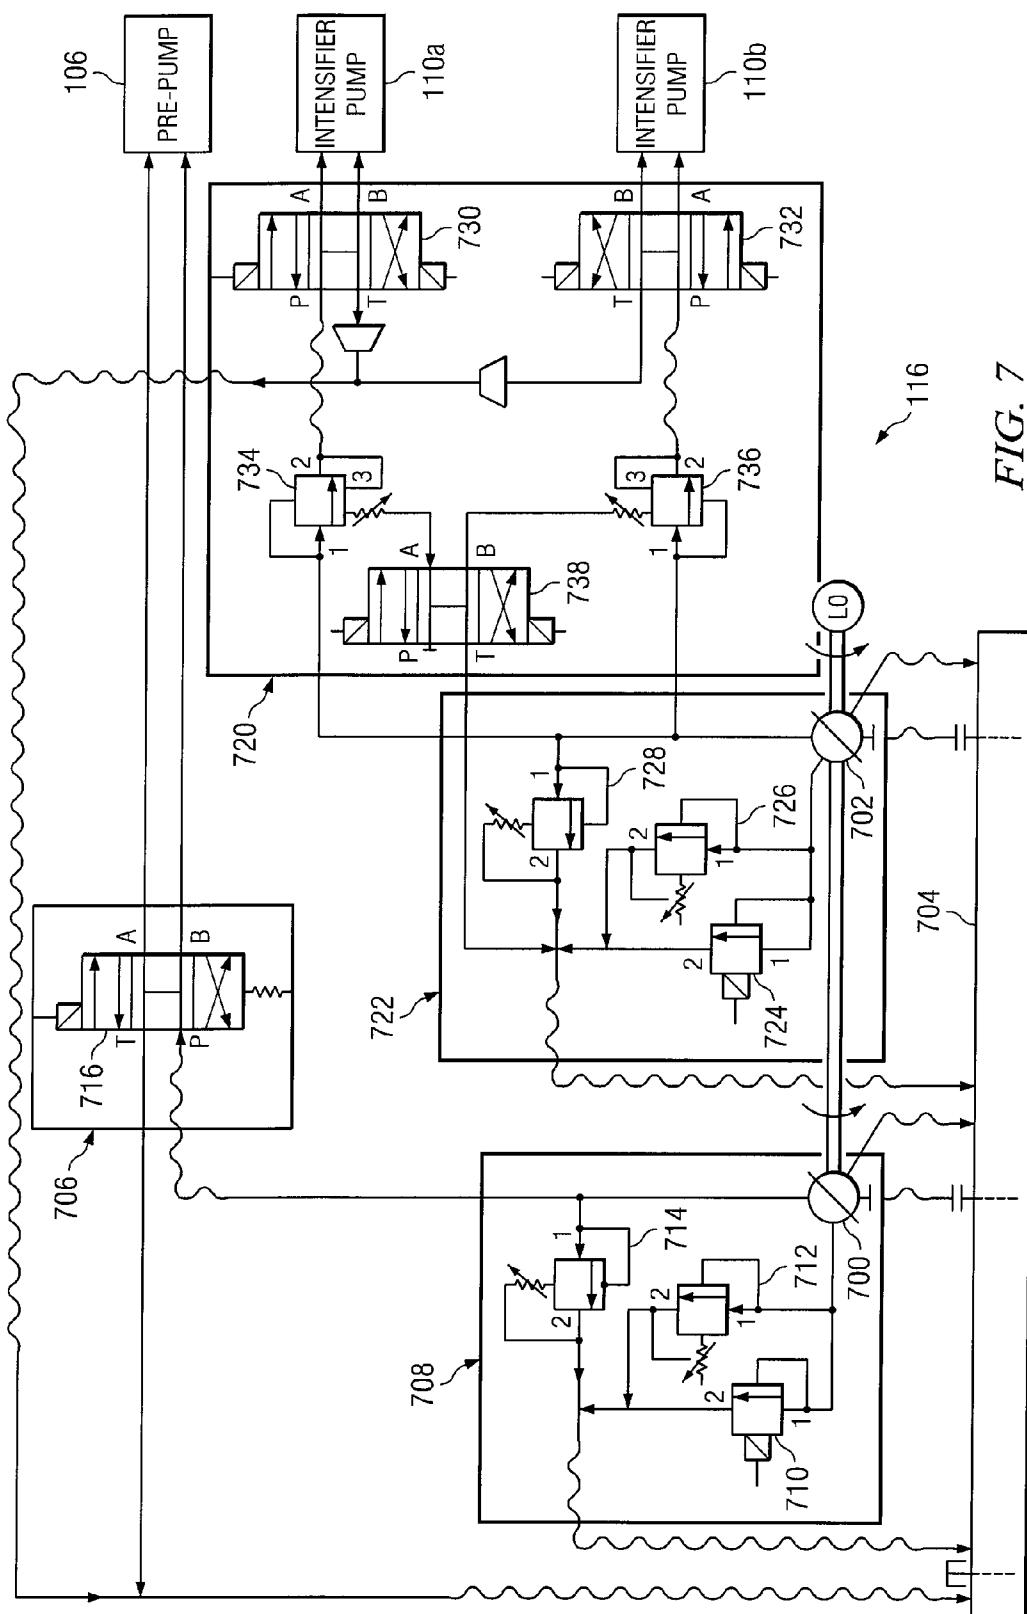 106
PRE-PUMP
INTENSIFIER
PUMP
110a
INTENSIFIER
PUMP
110b
A
B
730
P
T
B
A
732
T
P
734
1
2
3
736
1
2
3
738
A
B
P
T
720
116
FIG. 7
A
B
T
P
716
706
728
1
2
726
1
2
724
1
2
722
702
LO
704
714
1
2
712
1
2
710
1
2
708
700